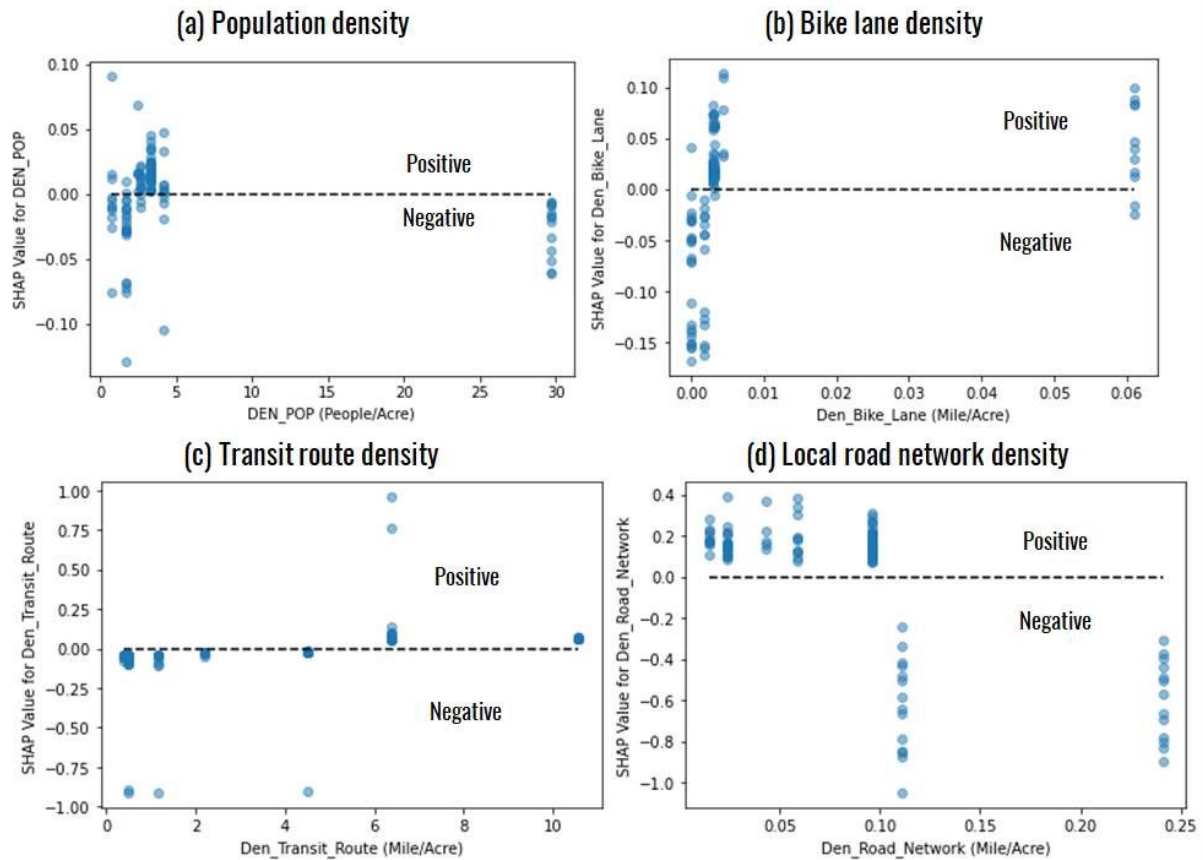 (a) Population density
SHAP Value for DEN_POP
0.10
0.05
0.00
−0.05
−0.10
Positive
Negative
0 5 10 15 20 25 30
DEN_POP (People/Acre)
(b) Bike lane density
SHAP Value for Den_Bike_Lane
0.10
0.05
0.00
−0.05
−0.10
−0.15
Positive
Negative
0.00 0.01 0.02 0.03 0.04 0.05 0.06
Den_Bike_Lane (Mile/Acre)
(c) Transit route density
SHAP Value for Den_Transit_Route
1.00
0.75
0.50
0.25
0.00
−0.25
−0.50
−0.75
−1.00
Positive
Negative
0 2 4 6 8 10
Den_Transit_Route (Mile/Acre)
(d) Local road network density
SHAP Value for Den_Road_Network
0.4
0.2
0.0
−0.2
−0.4
−0.6
−0.8
−1.0
Positive
Negative
0.05 0.10 0.15 0.20 0.25
Den_Road_Network (Mile/Acre)